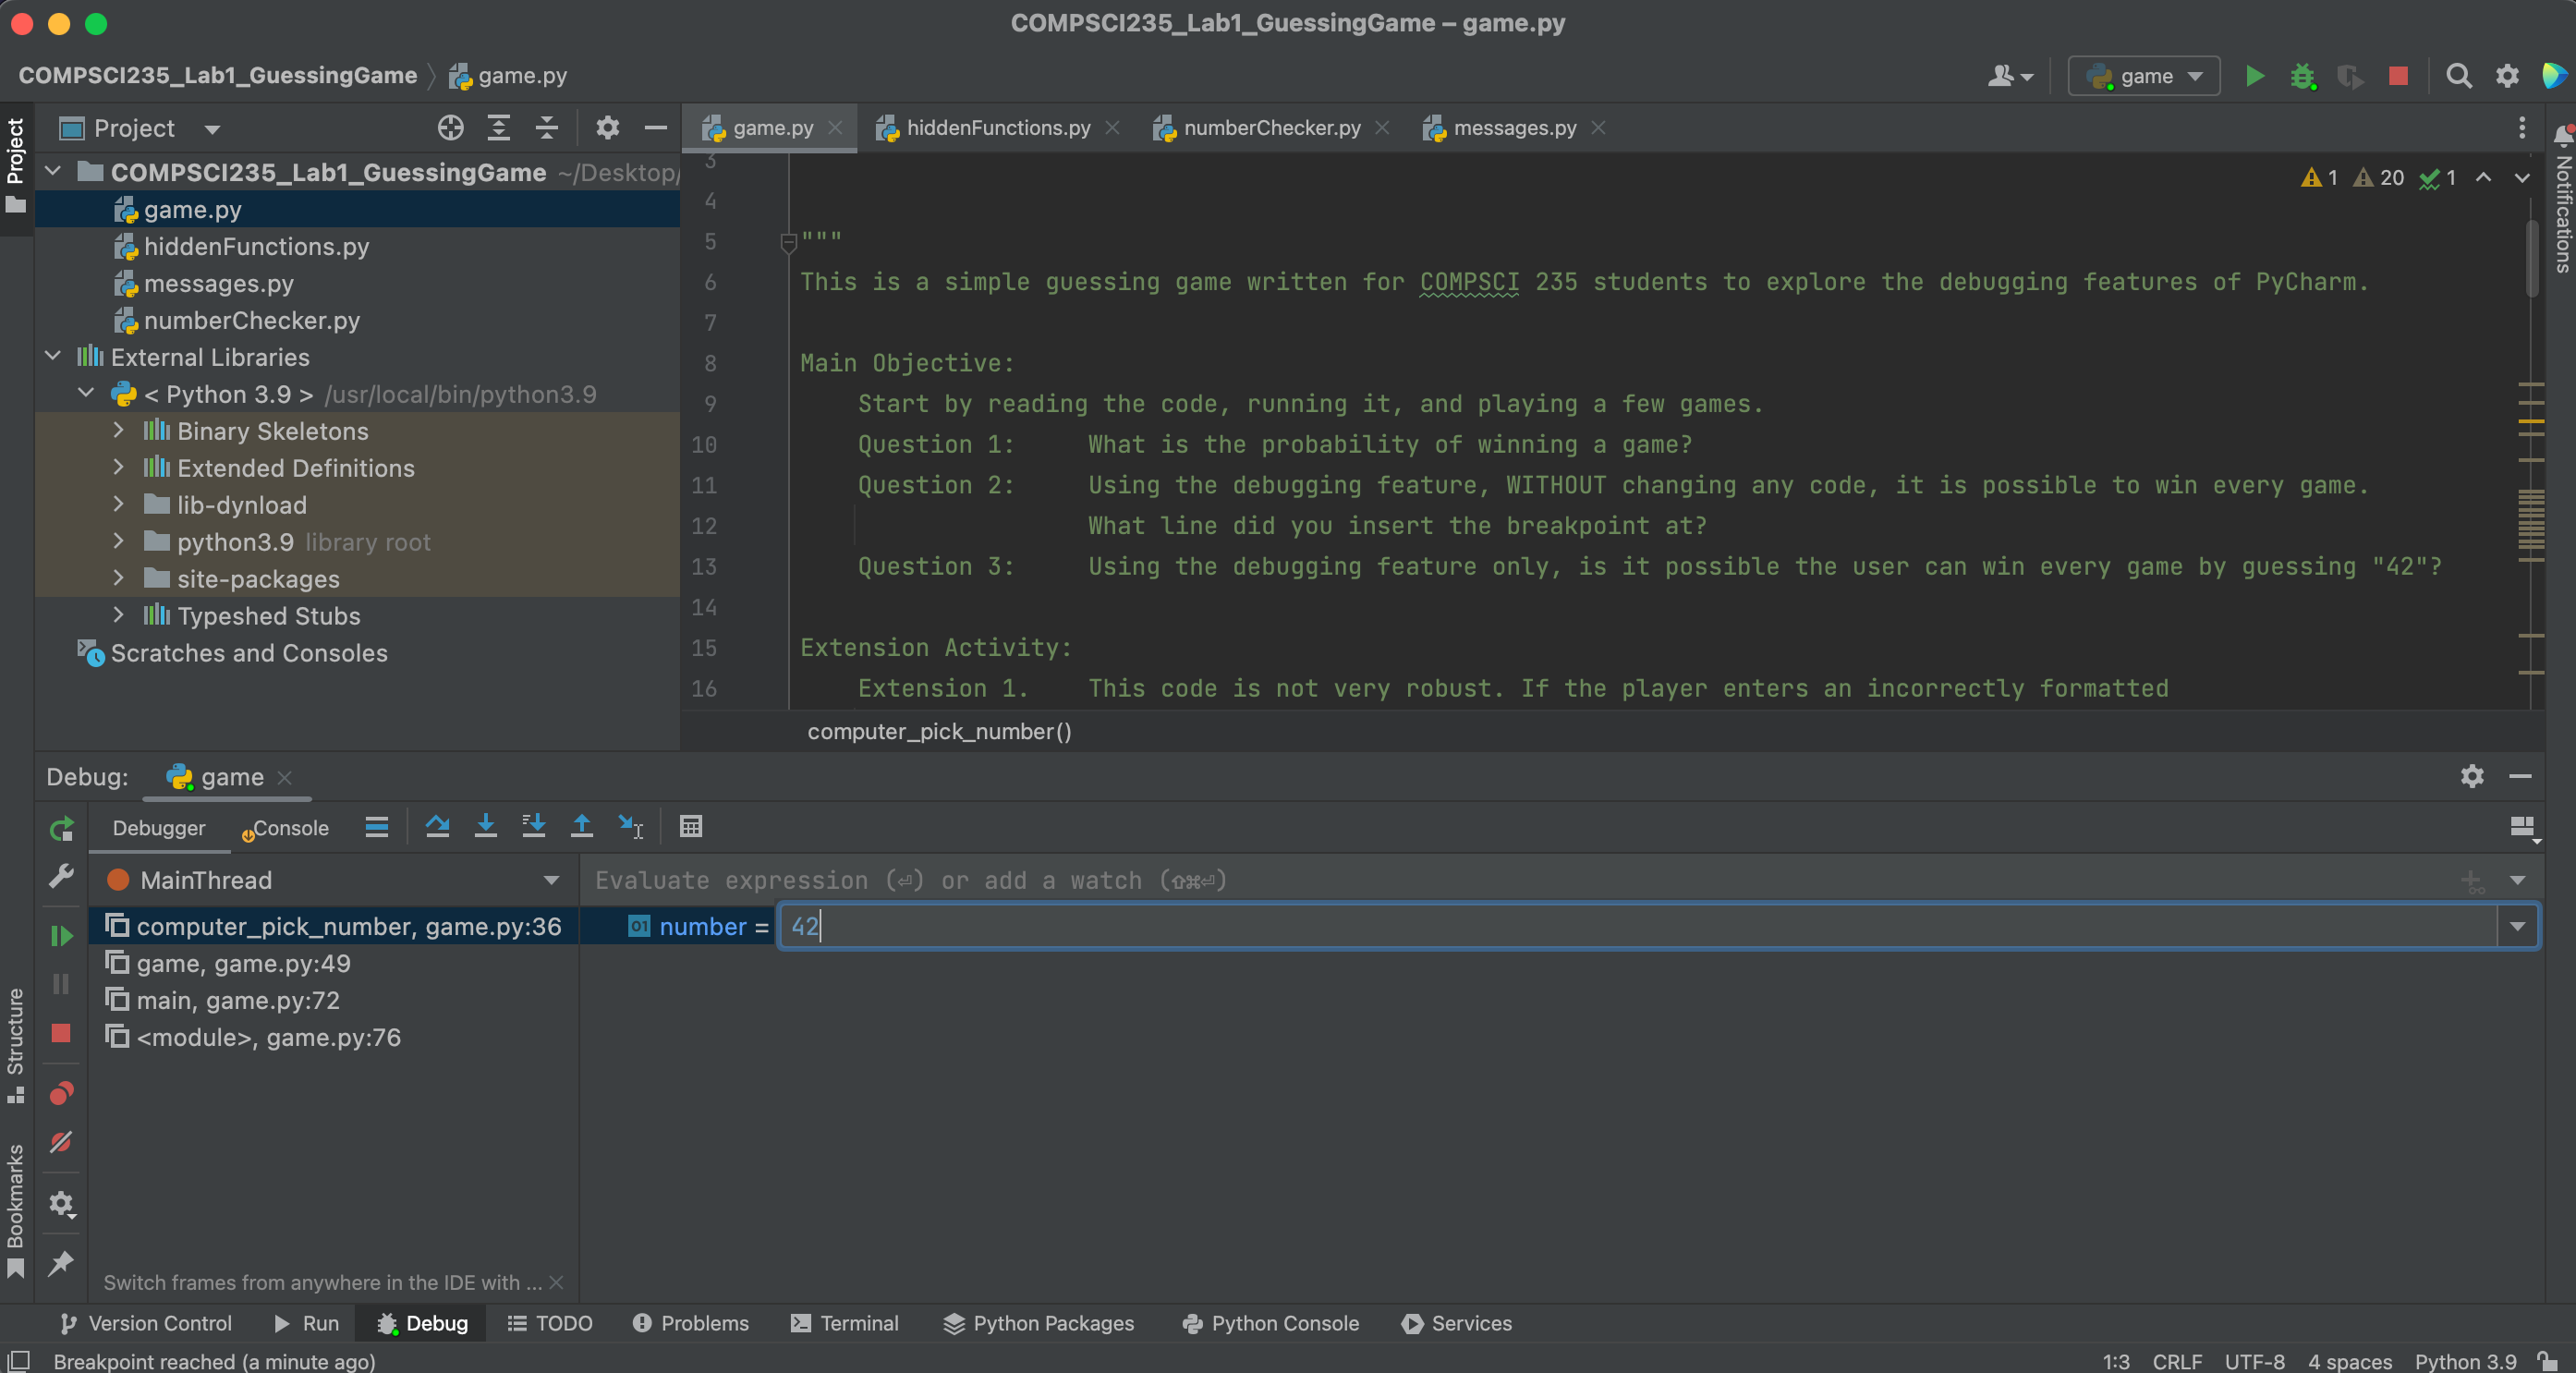 COMPSCI235_Lab1_GuessingGame – game.py
COMPSCI235_Lab1_GuessingGame game.py
game
Project
Project
COMPSCI235_Lab1_GuessingGame ~/Desktop/
game.py
hiddenFunctions.py
messages.py
numberChecker.py
External Libraries
< Python 3.9 > /usr/local/bin/python3.9
Binary Skeletons
Extended Definitions
lib-dynload
python3.9 library root
site-packages
Typeshed Stubs
Scratches and Consoles
game.py hiddenFunctions.py numberChecker.py messages.py
1 20 1
Notifications
3
4
5 """
6 This is a simple guessing game written for COMPSCI 235 students to explore the debugging features of PyCharm.
7
8 Main Objective:
9 Start by reading the code, running it, and playing a few games.
10 Question 1: What is the probability of winning a game?
11 Question 2: Using the debugging feature, WITHOUT changing any code, it is possible to win every game.
12 What line did you insert the breakpoint at?
13 Question 3: Using the debugging feature only, is it possible the user can win every game by guessing "42"?
14
15 Extension Activity:
16 Extension 1. This code is not very robust. If the player enters an incorrectly formatted
computer_pick_number()
Debug: game
Debugger Console
MainThread
Evaluate expression (⏎) or add a watch (⇧⌘⏎)
computer_pick_number, game.py:36
game, game.py:49
main, game.py:72
<module>, game.py:76
01 number = 42
Structure
Bookmarks
Switch frames from anywhere in the IDE with ...
Version Control Run Debug TODO Problems Terminal Python Packages Python Console Services
Breakpoint reached (a minute ago)
1:3 CRLF UTF-8 4 spaces Python 3.9